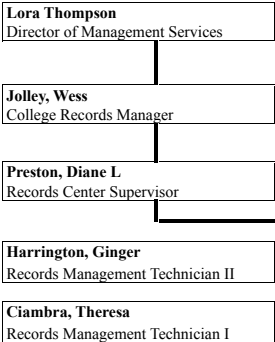 Lora Thompson
Director of Management Services
Jolley, Wess
College Records Manager
Preston, Diane L
Records Center Supervisor
Harrington, Ginger
Records Management Technician II
Ciambra, Theresa
Records Management Technician I